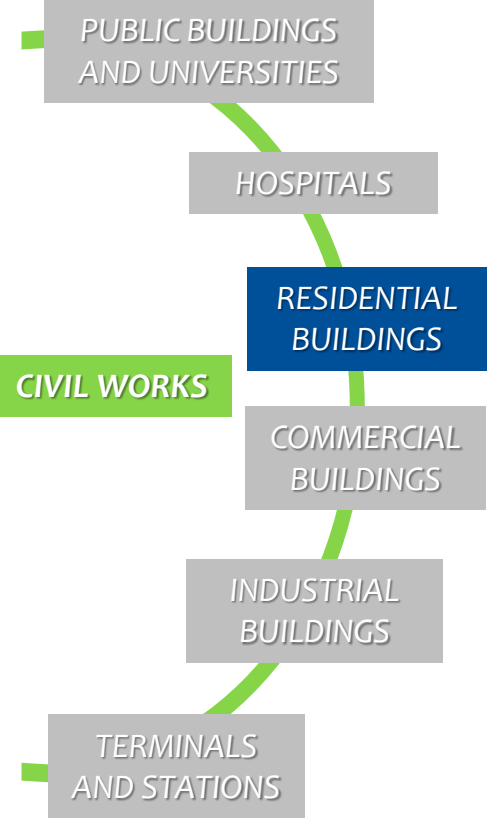 PUBLIC BUILDINGS
AND UNIVERSITIES
HOSPITALS
RESIDENTIAL
BUILDINGS
CIVIL WORKS
COMMERCIAL
BUILDINGS
INDUSTRIAL
BUILDINGS
TERMINALS
AND STATIONS